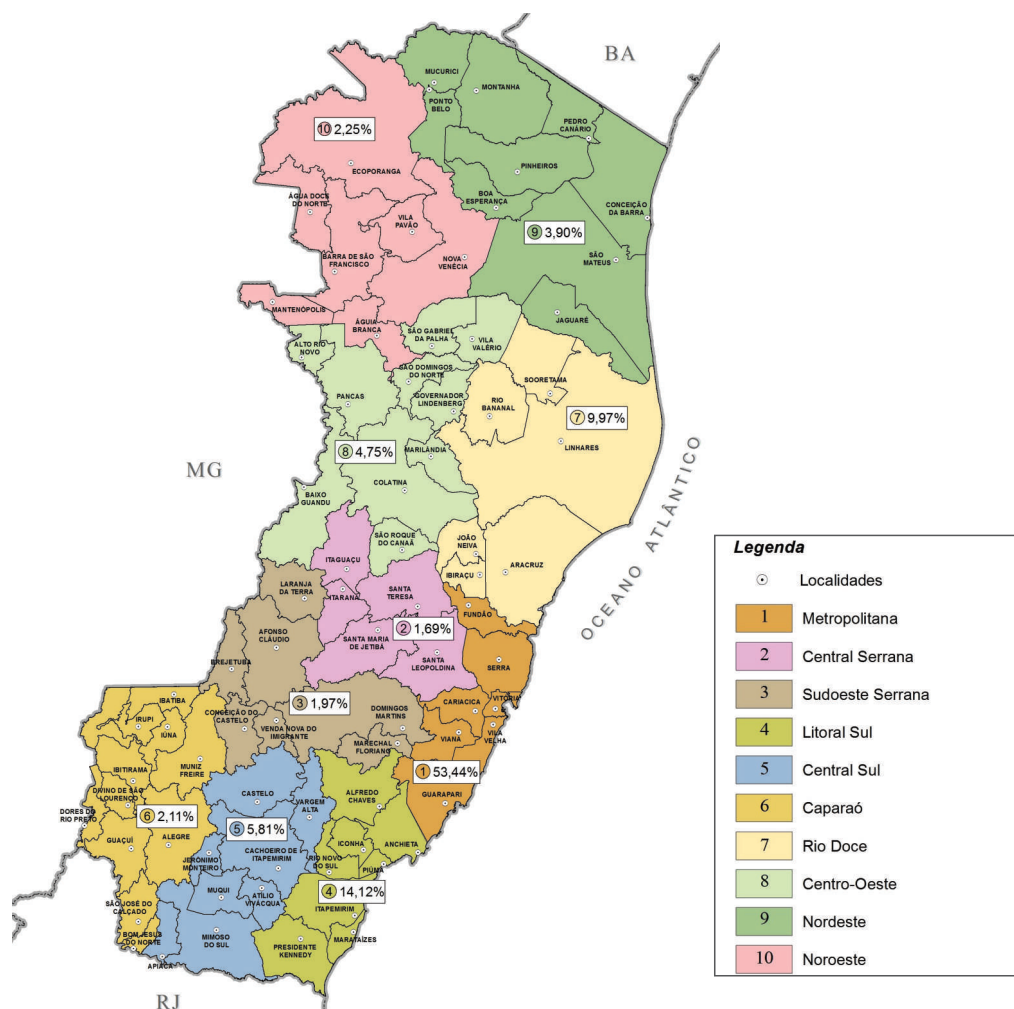 BA
MUCURICI
MONTANHA
PONTO
BELO
PEDRO
CANÁRIO
10 2,25%
ECOPORANGA
PINHEIROS
ÁGUA DOCE
DO NORTE
BOA
ESPERANÇA
CONCEIÇÃO
DA BARRA
VILA
PAVÃO
9 3,90%
BARRA DE SÃO
FRANCISCO
NOVA
VENÉCIA
SÃO
MATEUS
MANTENÓPOLIS
ÁGUIA
BRANCA
JAGUARÉ
ALTO RIO
NOVO
SÃO GABRIEL
DA PALHA
VILA
VALÉRIO
SÃO DOMINGOS
DO NORTE
SOORETAMA
PANCAS
GOVERNADOR
LINDENBERG
RIO
BANANAL
7 9,97%
LINHARES
8 4,75%
MARILÂNDIA
MG
COLATINA
BAIXO
GUANDU
OCEANO ATLÂNTICO
SÃO ROQUE
DO CANAÃ
JOÃO
NEIVA
ITAGUAÇU
IBIRAÇU
ARACRUZ
LARANJA
DA TERRA
ITARANA
SANTA
TERESA
FUNDÃO
AFONSO
CLÁUDIO
2 1,69%
SANTA MARIA
DE JETIBÁ
SANTA
LEOPOLDINA
SERRA
BREJETUBA
IBATIBA
3 1,97%
CARIACICA
VITÓRIA
IRUPI
IÚNA
CONCEIÇÃO DO
CASTELO
VENDA NOVA DO
IMIGRANTE
DOMINGOS
MARTINS
VIANA
VILA
VELHA
MARECHAL
FLORIANO
IBITIRAMA
MUNIZ
FREIRE
1 53,44%
GUARAPARI
DIVINO DE SÃO
LOURENÇO
CASTELO
VARGEM
ALTA
ALFREDO
CHAVES
DORES DO
RIO PRETO
6 2,11%
5 5,81%
GUAÇUÍ
ALEGRE
CACHOEIRO DE
ITAPEMIRIM
ICONHA
ANCHIETA
JERÔNIMO
MONTEIRO
RIO NOVO
DO SUL
PIÚMA
4 14,12%
MUQUI
ATÍLIO
VIVÁCQUA
SÃO JOSÉ DO
CALÇADO
ITAPEMIRIM
BOM JESUS
DO NORTE
MIMOSO
DO SUL
PRESIDENTE
KENNEDY
MARATAÍZES
APIACÁ
RJ
Legenda
Localidades
1 Metropolitana
2 Central Serrana
3 Sudoeste Serrana
4 Litoral Sul
5 Central Sul
6 Caparaó
7 Rio Doce
8 Centro-Oeste
9 Nordeste
10 Noroeste